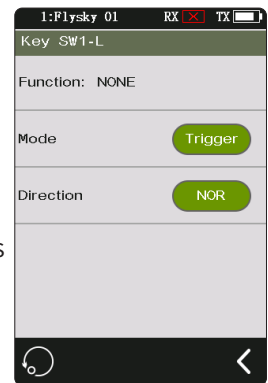 1:Flysky 01 RX TX
Key SW1-L
Function: NONE
Mode Trigger
Direction NOR
S